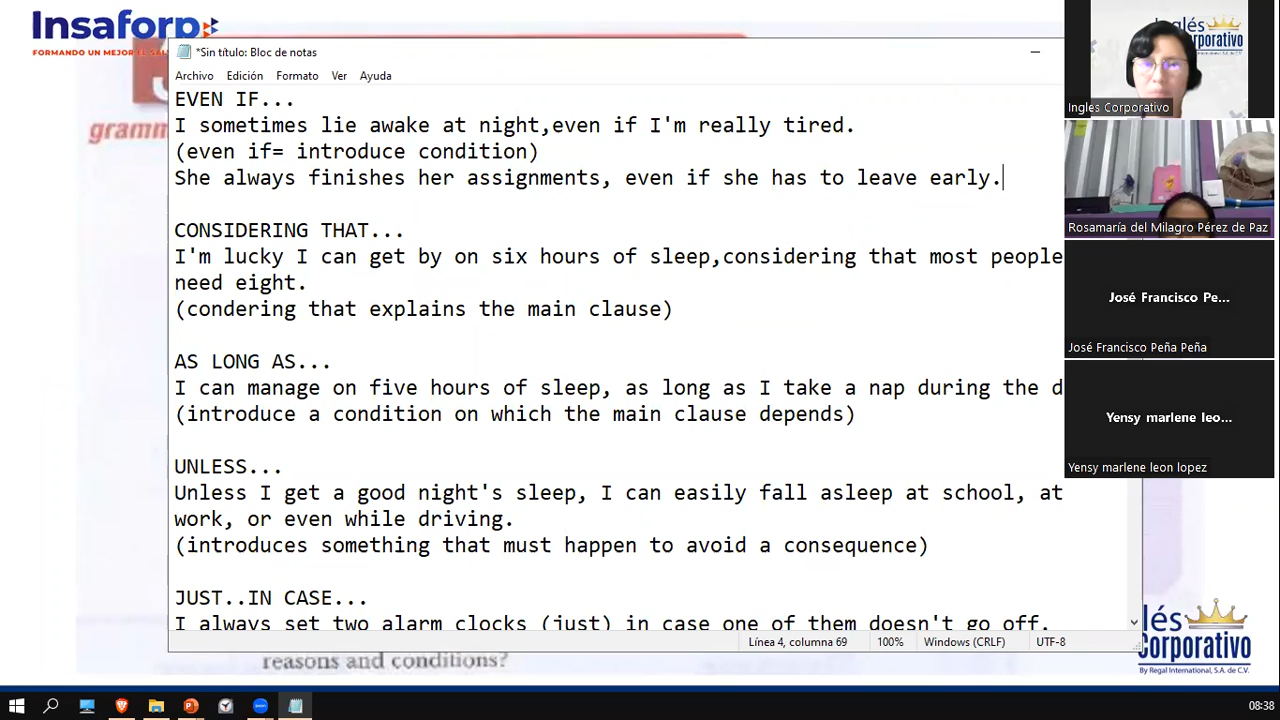 Insaforp
FORMANDO UN MEJOR EL SAL
*Sin título: Bloc de notas
Archivo Edición Formato Ver Ayuda
gramm
EVEN IF...
I sometimes lie awake at night,even if I'm really tired.
(even if= introduce condition)
She always finishes her assignments, even if she has to leave early.
CONSIDERING THAT...
I'm lucky I can get by on six hours of sleep,considering that most people
need eight.
(condering that explains the main clause)
AS LONG AS...
I can manage on five hours of sleep, as long as I take a nap during the d
(introduce a condition on which the main clause depends)
UNLESS...
Unless I get a good night's sleep, I can easily fall asleep at school, at
work, or even while driving.
(introduces something that must happen to avoid a consequence)
JUST..IN CASE...
I always set two alarm clocks (just) in case one of them doesn't go off.
Línea 4, columna 69 100% Windows (CRLF) UTF-8
reasons and conditions?
Inglés Corporativo
Rosamaría del Milagro Pérez de Paz
José Francisco Pe...
José Francisco Peña Peña
Yensy marlene leo...
Yensy marlene leon lopez
lés
Corporativo
By Regal International, S.A. de C.V.
08:38